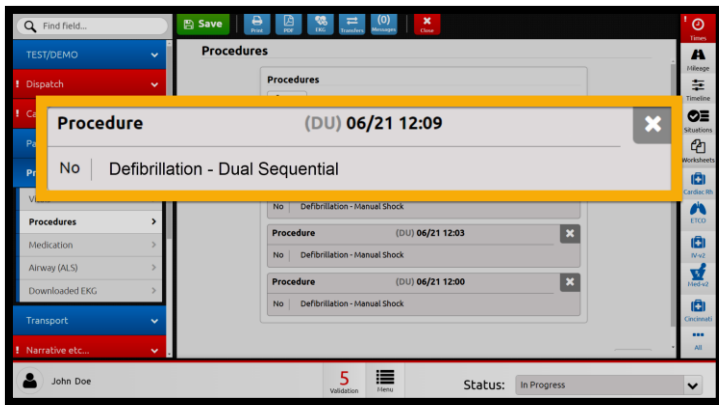 Find field...
Save
Print
PDF
EKG
Transfers
(0)
Messages
Close
Times
TEST/DEMO
Procedures
Mileage
! Dispatch
Procedures
Timeline
Procedure (DU) 06/21 12:09
Situations
No Defibrillation - Dual Sequential
Worksheets
Cardiac Rh
No Defibrillation - Manual Shock
Procedures
Procedure (DU) 06/21 12:03
ETCO
Medication
No Defibrillation - Manual Shock
IV-v2
Airway (ALS)
Procedure (DU) 06/21 12:00
Downloaded EKG
Med-v2
No Defibrillation - Manual Shock
Transport
Cincinnati
! Narrative etc...
All
John Doe
5
Validation
Menu
Status: In Progress